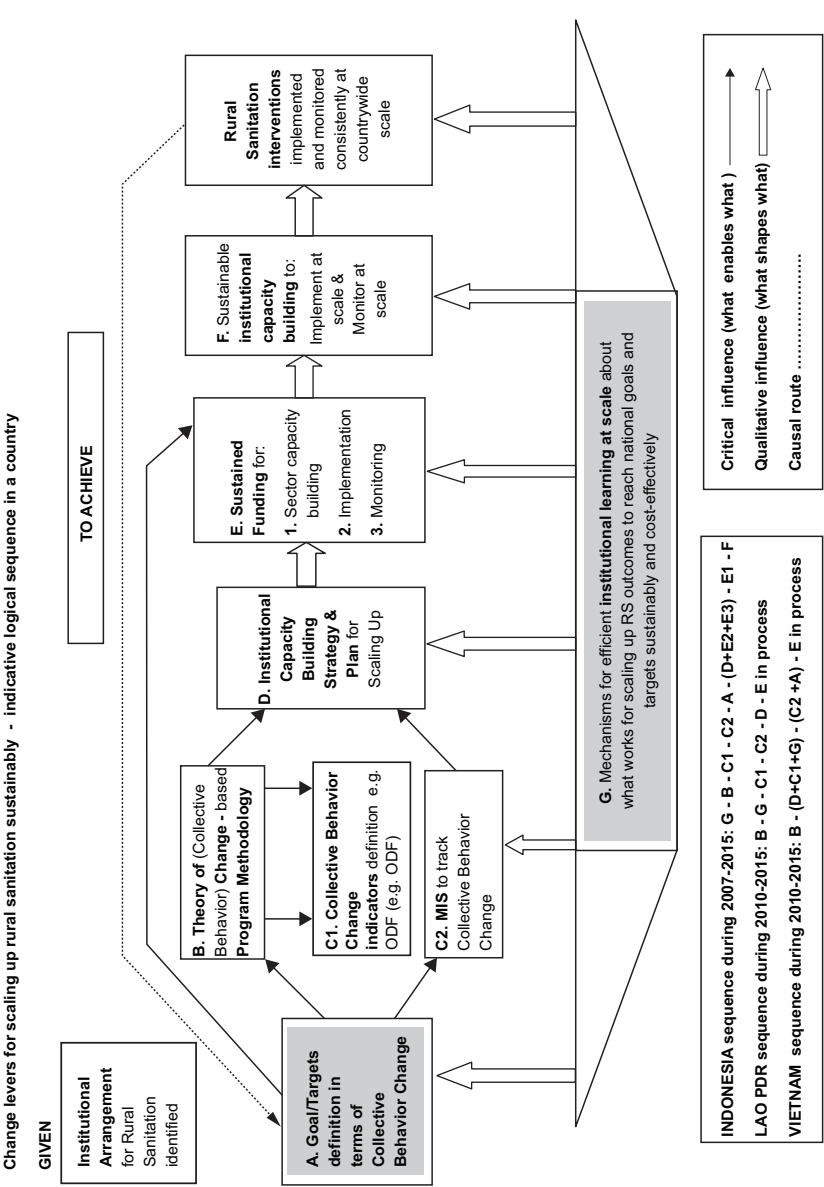 Change levers for scaling up rural sanitation sustainably - indicative logical sequence in a country
GIVEN
TO ACHIEVE
Institutional
Arrangement
for Rural
Sanitation
identified
A. Goal/Targets
definition in
terms of
Collective
Behavior Change
B. Theory of (Collective
Behavior) Change - based
Program Methodology
C1. Collective Behavior
Change
indicators definition e.g.
ODF (e.g. ODF)
C2. MIS to track
Collective Behavior
Change
D. Institutional
Capacity
Building
Strategy &
Plan for
Scaling Up
E. Sustained
Funding for:
1. Sector capacity
building
2. Implementation
3. Monitoring
F. Sustainable
institutional
capacity
building to:
Implement at
scale &
Monitor at
scale
Rural
Sanitation
interventions
implemented
and monitored
consistently at
countrywide
scale
G. Mechanisms for efficient institutional learning at scale about
what works for scaling up RS outcomes to reach national goals and
targets sustainably and cost-effectively
INDONESIA sequence during 2007-2015: G - B - C1 - C2 - A - (D+E2+E3) - E1 - F
LAO PDR sequence during 2010-2015: B - G - C1 - C2 - D - E in process
VIETNAM sequence during 2010-2015: B - (D+C1+G) - (C2 +A) - E in process
Critical influence (what enables what )
Qualitative influence (what shapes what)
Causal route .........................